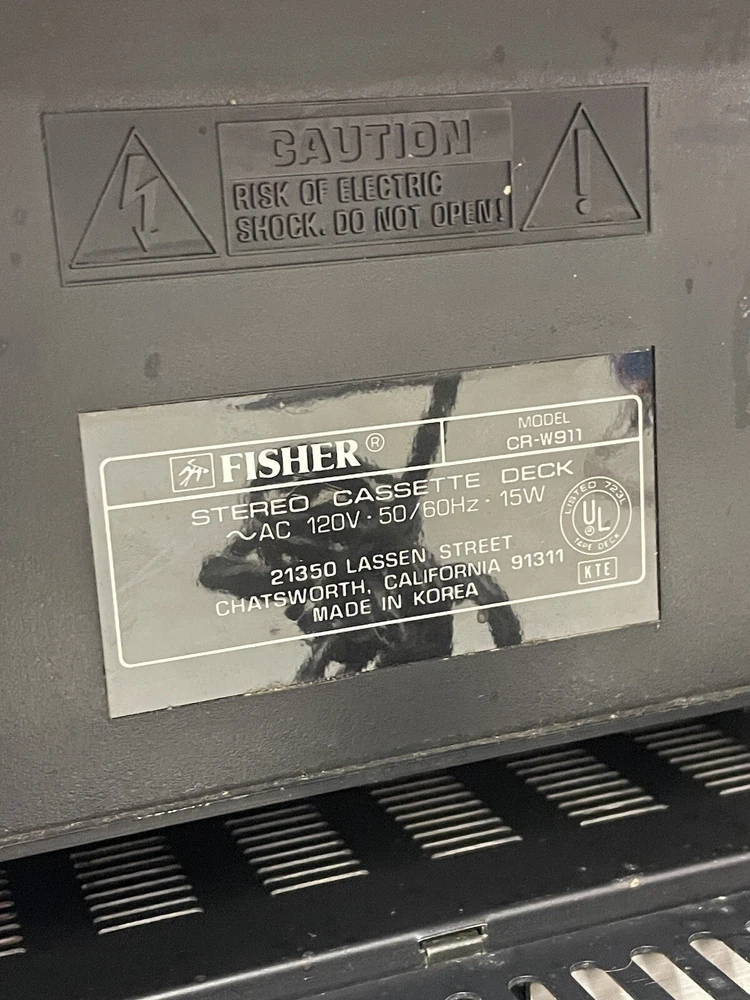 CAUTION
RISK OF ELECTRIC
SHOCK. DO NOT OPEN!
FISHER®
MODEL
CR-W911
STEREO CASSETTE DECK
~AC 120V · 50/60Hz · 15W
LISTED 723L
UL®
TAPE DECK
21350 LASSEN STREET
CHATSWORTH, CALIFORNIA 91311
MADE IN KOREA
KTE